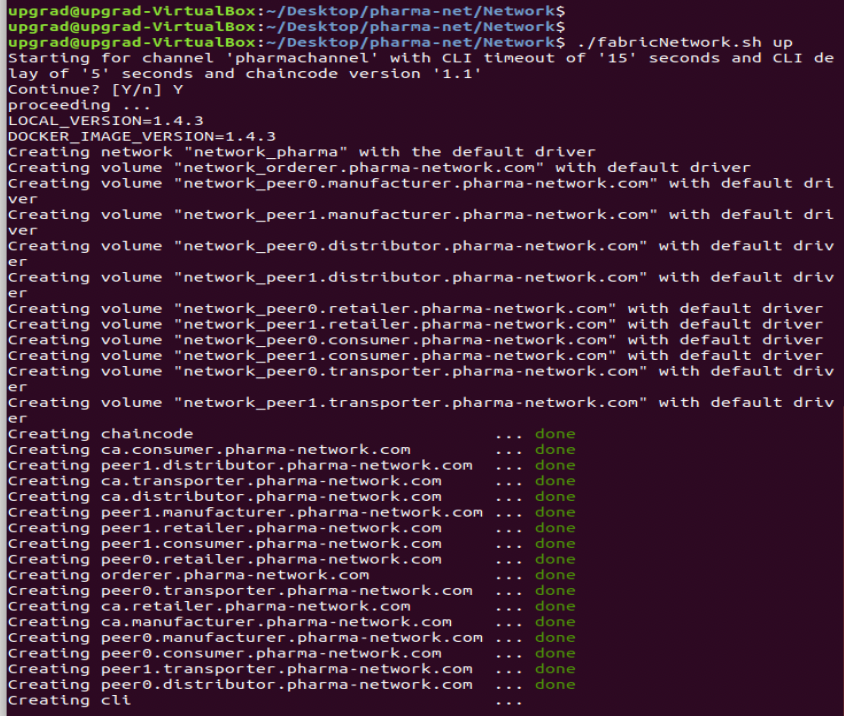 upgrad@upgrad-VirtualBox:~/Desktop/pharma-net/Network$
upgrad@upgrad-VirtualBox:~/Desktop/pharma-net/Network$
upgrad@upgrad-VirtualBox:~/Desktop/pharma-net/Network$ ./fabricNetwork.sh up
Starting for channel 'pharmachannel' with CLI timeout of '15' seconds and CLI de
lay of '5' seconds and chaincode version '1.1'
Continue? [Y/n] Y
proceeding ...
LOCAL_VERSION=1.4.3
DOCKER_IMAGE_VERSION=1.4.3
Creating network "network_pharma" with the default driver
Creating volume "network_orderer.pharma-network.com" with default driver
Creating volume "network_peer0.manufacturer.pharma-network.com" with default dri
ver
Creating volume "network_peer1.manufacturer.pharma-network.com" with default dri
ver
Creating volume "network_peer0.distributor.pharma-network.com" with default driv
er
Creating volume "network_peer1.distributor.pharma-network.com" with default driv
er
Creating volume "network_peer0.retailer.pharma-network.com" with default driver
Creating volume "network_peer1.retailer.pharma-network.com" with default driver
Creating volume "network_peer0.consumer.pharma-network.com" with default driver
Creating volume "network_peer1.consumer.pharma-network.com" with default driver
Creating volume "network_peer0.transporter.pharma-network.com" with default driv
er
Creating volume "network_peer1.transporter.pharma-network.com" with default driv
er
Creating chaincode ... done
Creating ca.consumer.pharma-network.com ... done
Creating peer1.distributor.pharma-network.com ... done
Creating ca.transporter.pharma-network.com ... done
Creating ca.distributor.pharma-network.com ... done
Creating peer1.manufacturer.pharma-network.com ... done
Creating peer1.retailer.pharma-network.com ... done
Creating peer1.consumer.pharma-network.com ... done
Creating peer0.retailer.pharma-network.com ... done
Creating orderer.pharma-network.com ... done
Creating peer0.transporter.pharma-network.com ... done
Creating ca.retailer.pharma-network.com ... done
Creating ca.manufacturer.pharma-network.com ... done
Creating peer0.manufacturer.pharma-network.com ... done
Creating peer0.consumer.pharma-network.com ... done
Creating peer1.transporter.pharma-network.com ... done
Creating peer0.distributor.pharma-network.com ... done
Creating cli ...